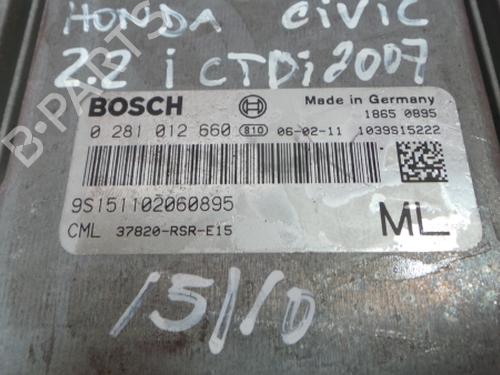 HONDA CIVIC
2.2 i CTDi 2007
BOSCH Made in Germany
1865 0895
0 281 012 660 810 06-02-11 1039S15222
9S151102060895
ML
CML 37820-RSR-E15
15110
B-PARTS